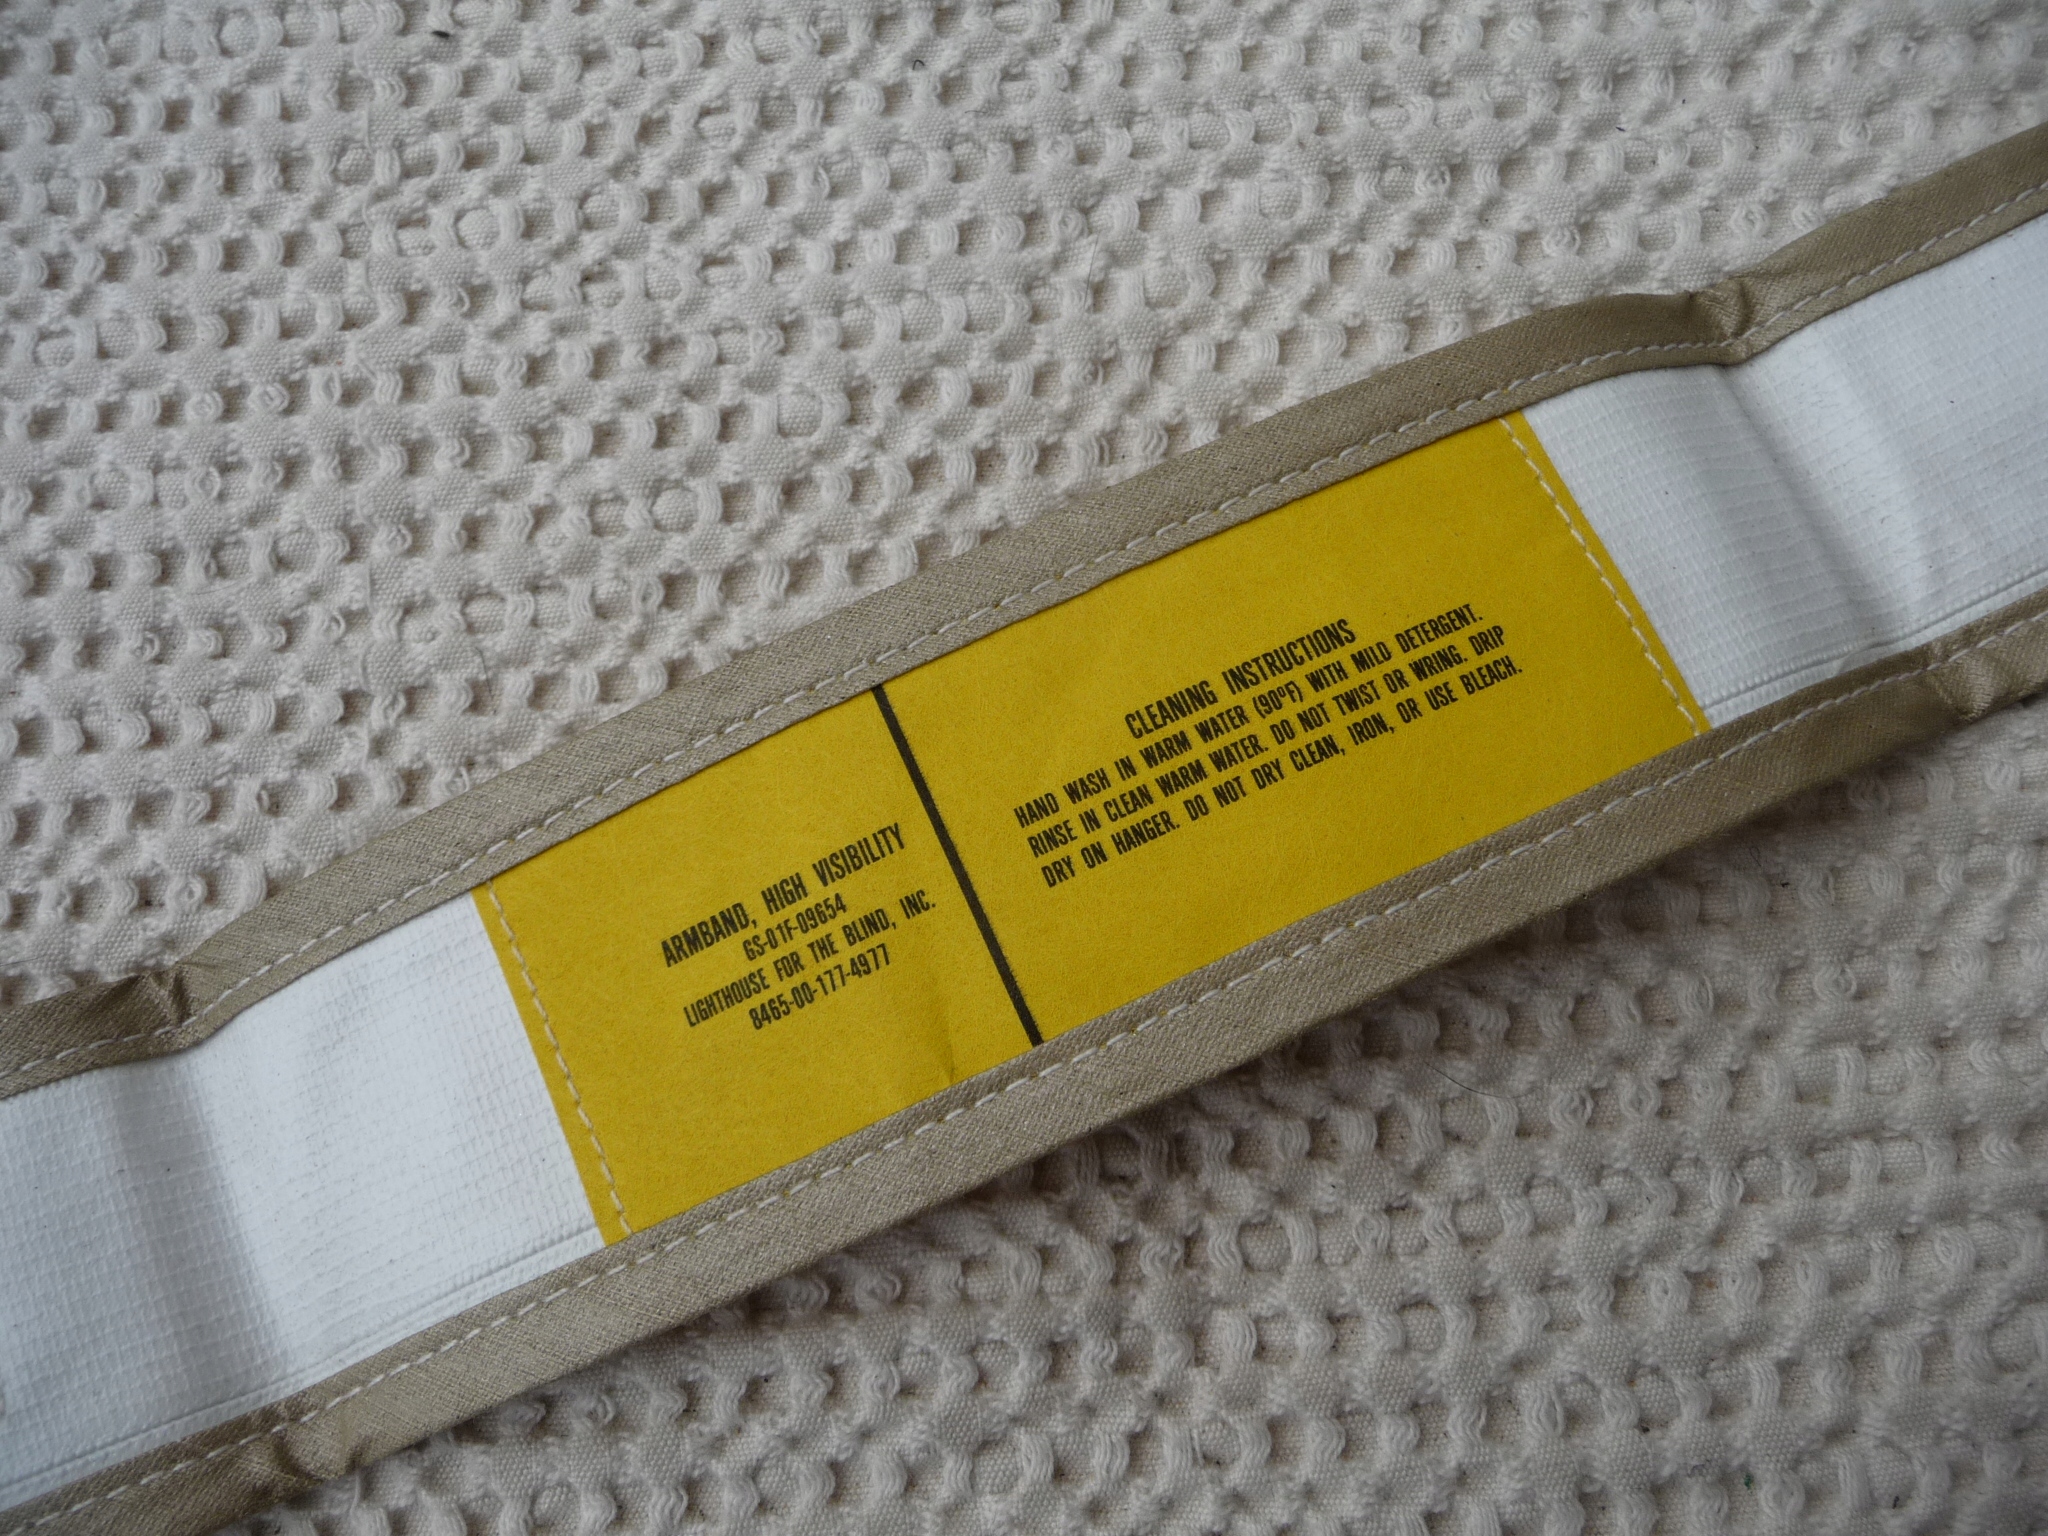 ARMBAND, HIGH VISIBILITY
GS-01F-09654
LIGHTHOUSE FOR THE BLIND, INC.
8465-00-177-4977
CLEANING INSTRUCTIONS
HAND WASH IN WARM WATER (90°F) WITH MILD DETERGENT.
RINSE IN CLEAN WARM WATER. DO NOT TWIST OR WRING. DRIP
DRY ON HANGER. DO NOT DRY CLEAN, IRON, OR USE BLEACH.